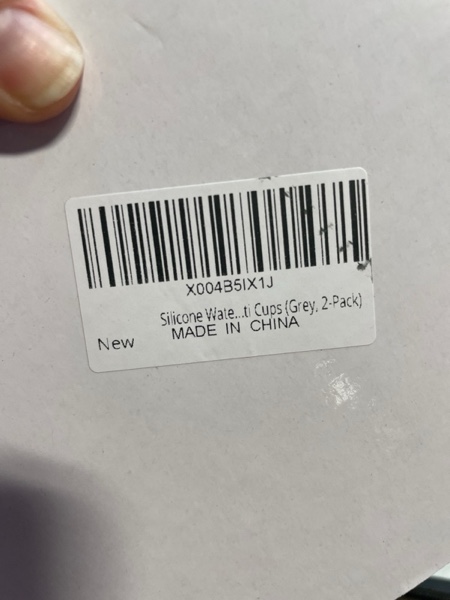 X004B5IX1J
Silicone Wate...ti Cups (Grey, 2-Pack)
MADE IN CHINA
New